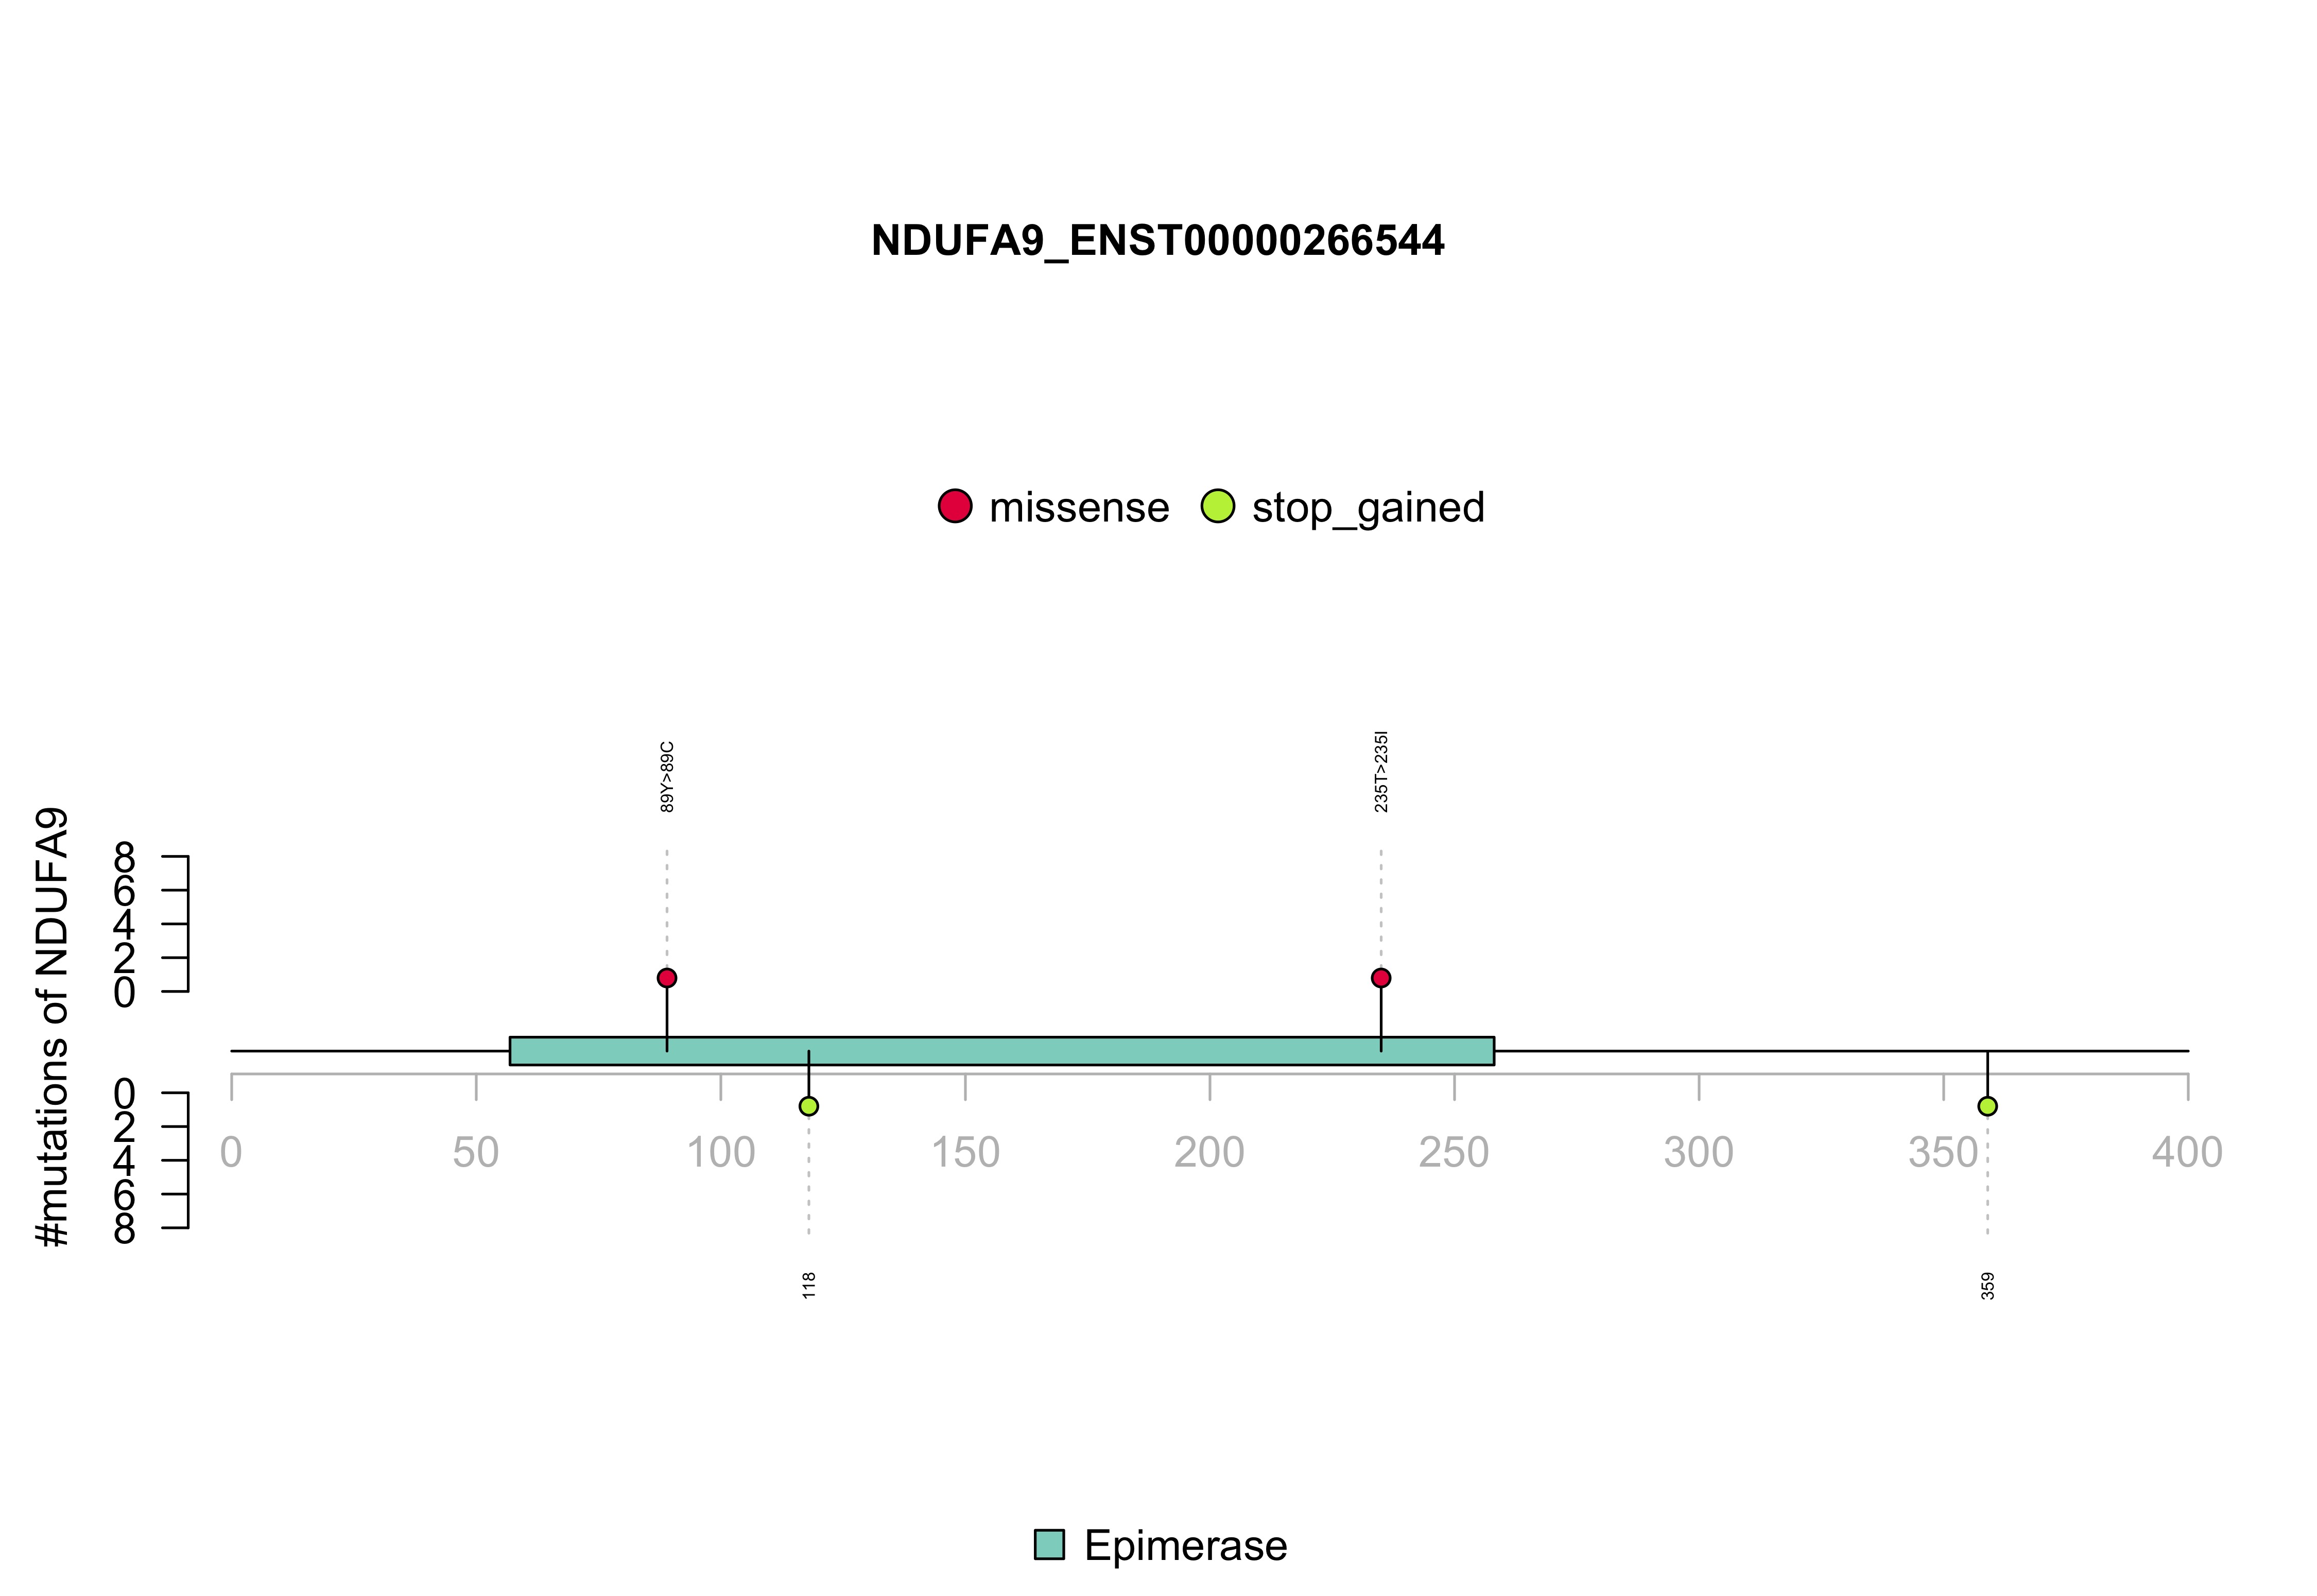 NDUFA9_ENST00000266544
missense
stop_gained
89Y>89C
235T>235I
#mutations of NDUFA9
8
6
4
2
0
0
2
4
6
8
0 50 100 150 200 250 300 350 400
118
359
Epimerase